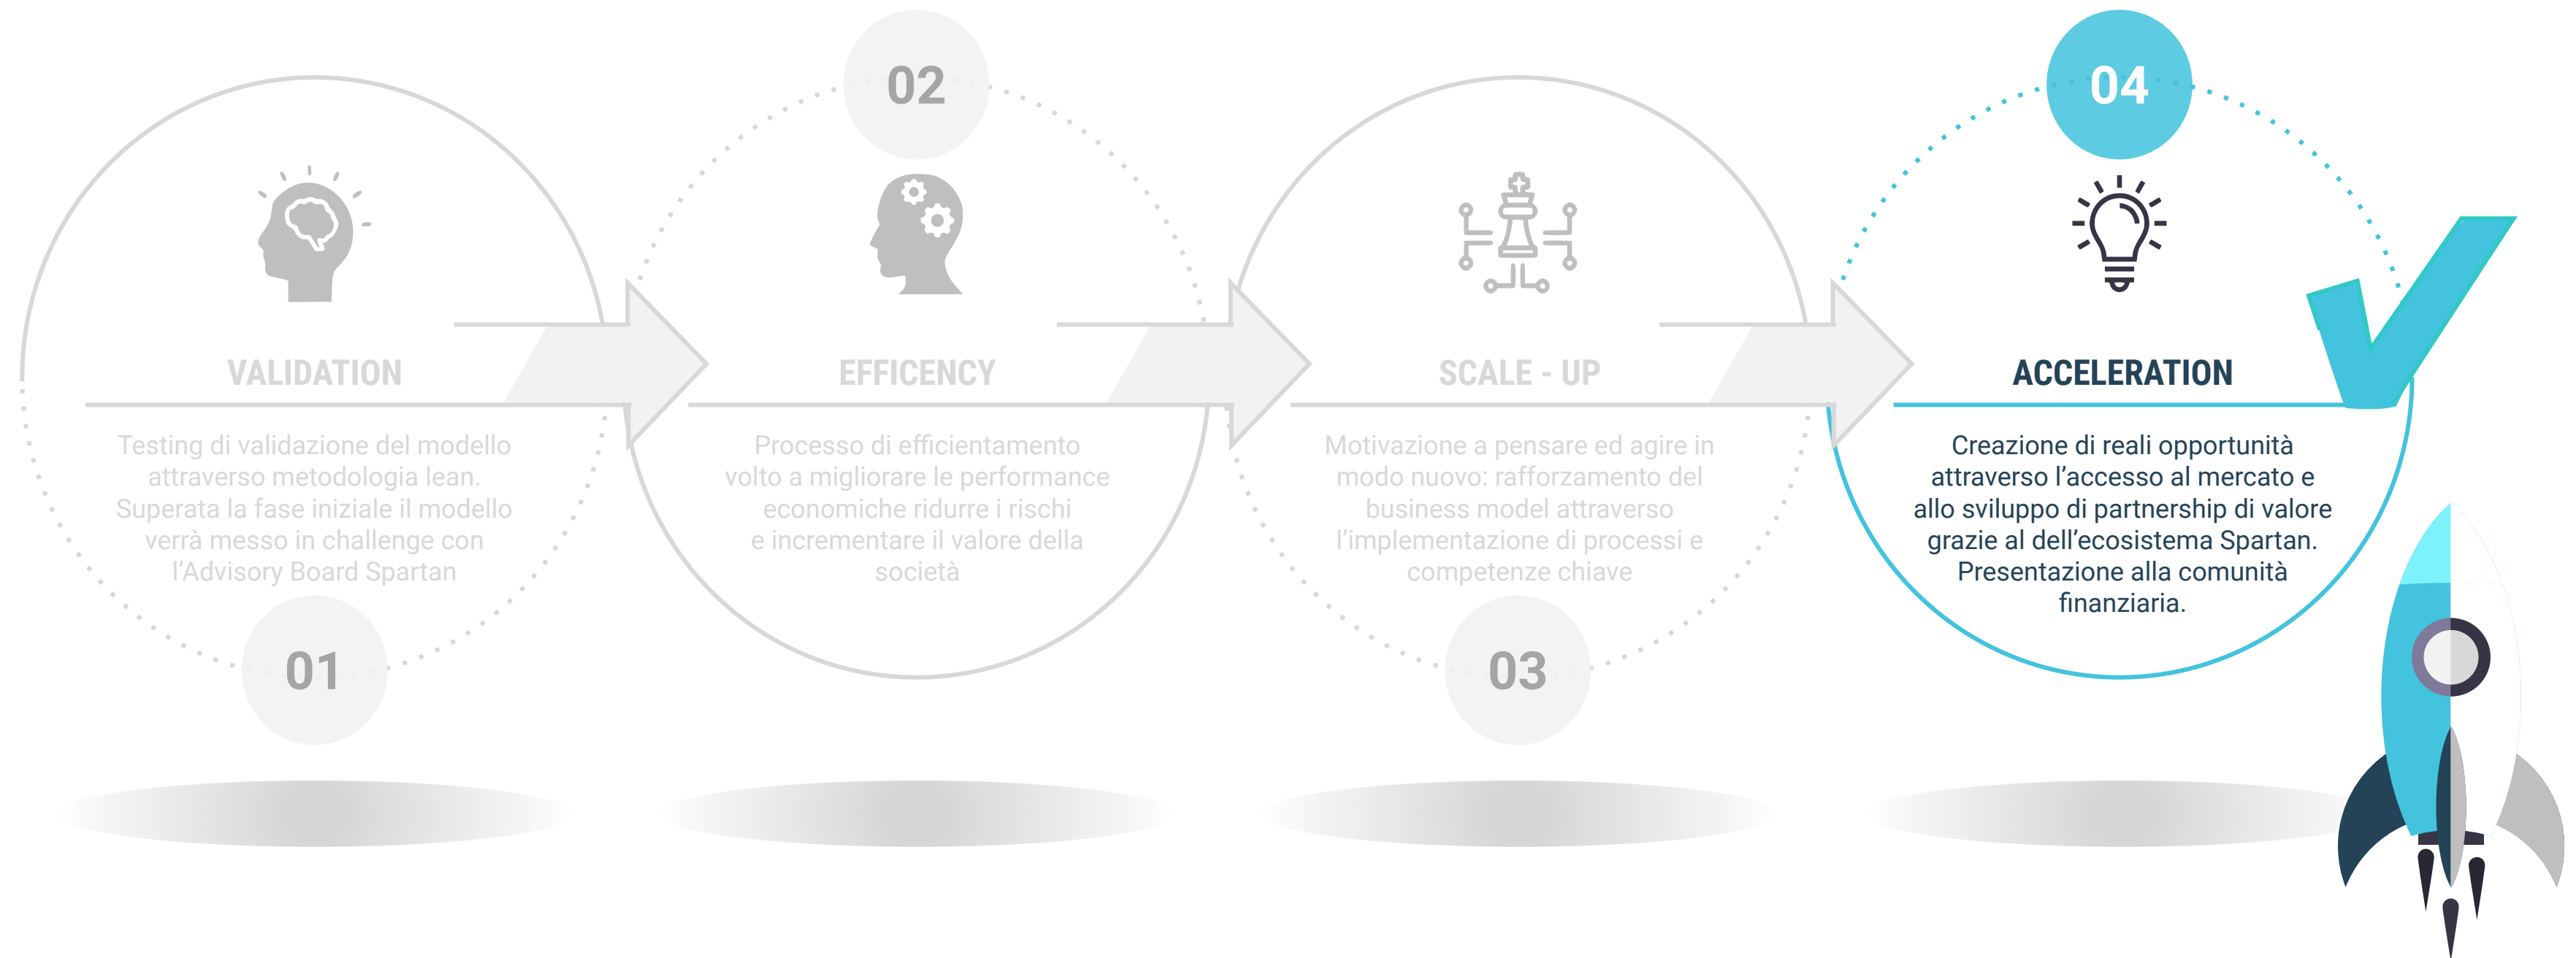 VALIDATION
Testing di validazione del modello
attraverso metodologia lean.
Superata la fase iniziale il modello
verrà messo in challenge con
l’Advisory Board Spartan
01
02
EFFICENCY
Processo di efficientamento
volto a migliorare le performance
economiche ridurre i rischi
e incrementare il valore della
società
SCALE - UP
Motivazione a pensare ed agire in
modo nuovo: rafforzamento del
business model attraverso
l’implementazione di processi e
competenze chiave
03
04
ACCELERATION
Creazione di reali opportunità
attraverso l’accesso al mercato e
allo sviluppo di partnership di valore
grazie al dell’ecosistema Spartan.
Presentazione alla comunità
finanziaria.